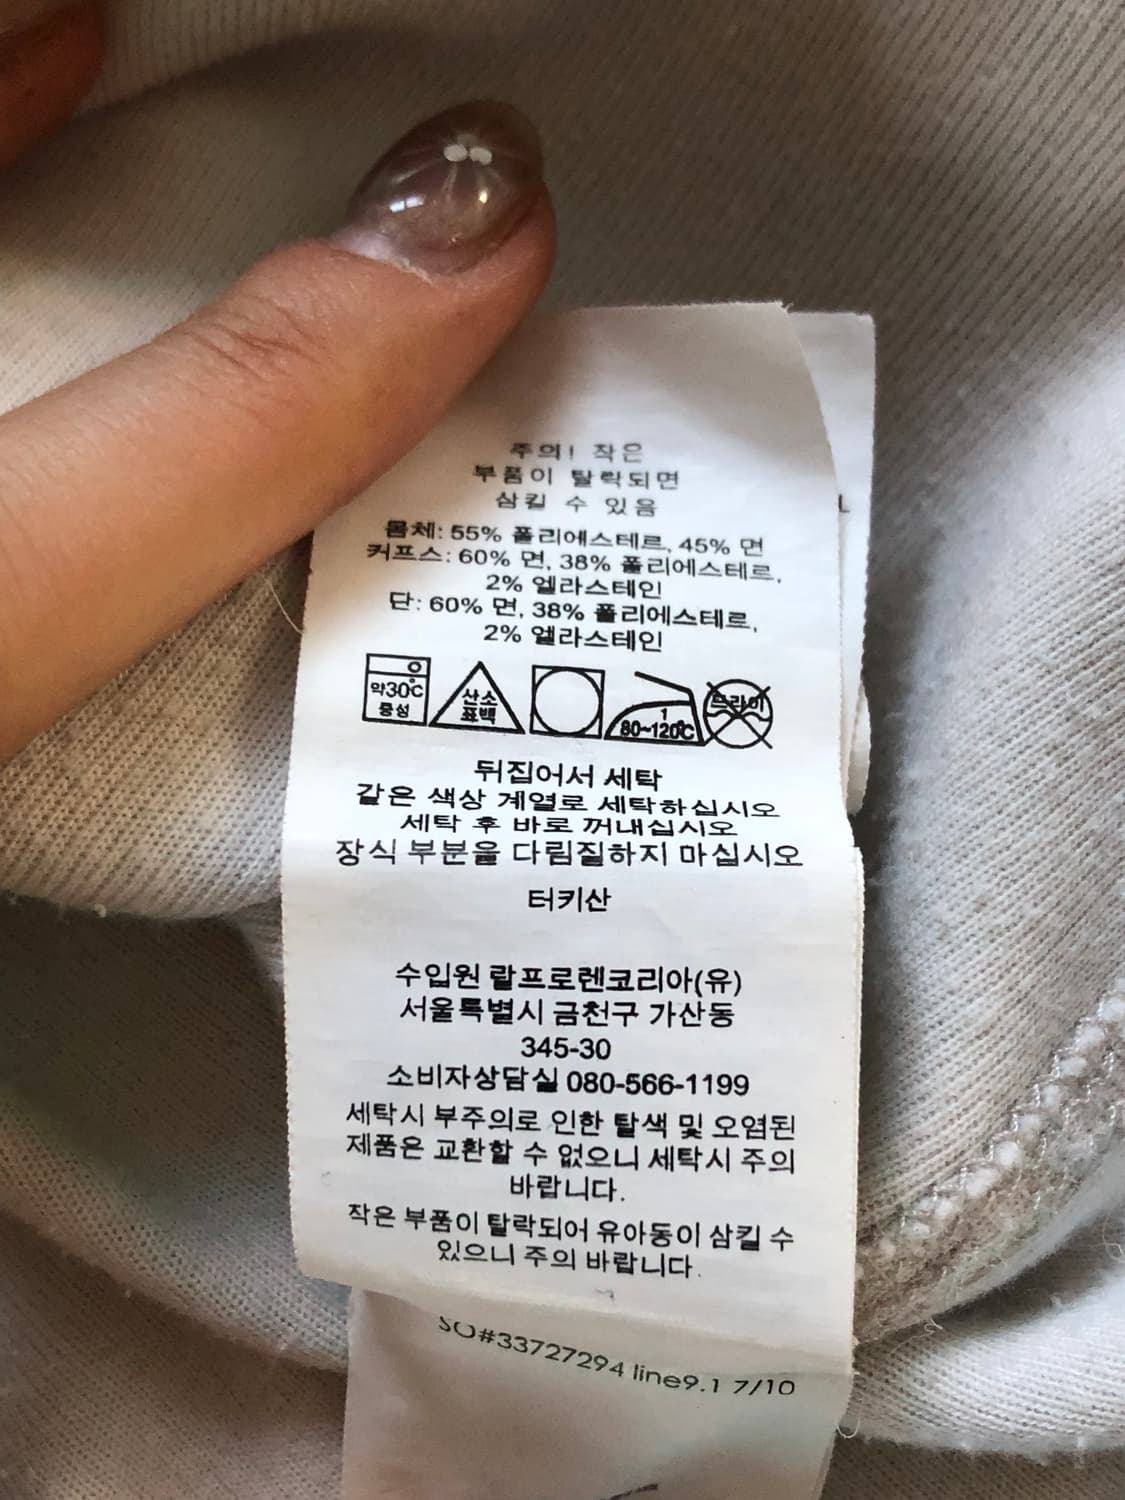 주의! 작은
부품이 탈락되면
삼킬 수 있음
몸체: 55% 폴리에스테르, 45% 면
커프스: 60% 면, 38% 폴리에스테르,
2% 엘라스테인
단: 60% 면, 38% 폴리에스테르,
2% 엘라스테인
약30℃
중성
산소
표백
1
80~120℃
드라이
뒤집어서 세탁
같은 색상 계열로 세탁하십시오
세탁 후 바로 꺼내십시오
장식 부분을 다림질하지 마십시오
터키산
수입원 랄프로렌코리아(유)
서울특별시 금천구 가산동
345-30
소비자상담실 080-566-1199
세탁시 부주의로 인한 탈색 및 오염된
제품은 교환할 수 없으니 세탁시 주의
바랍니다.
작은 부품이 탈락되어 유아동이 삼킬 수
있으니 주의 바랍니다.
SO#33727294 line9.1 7/10